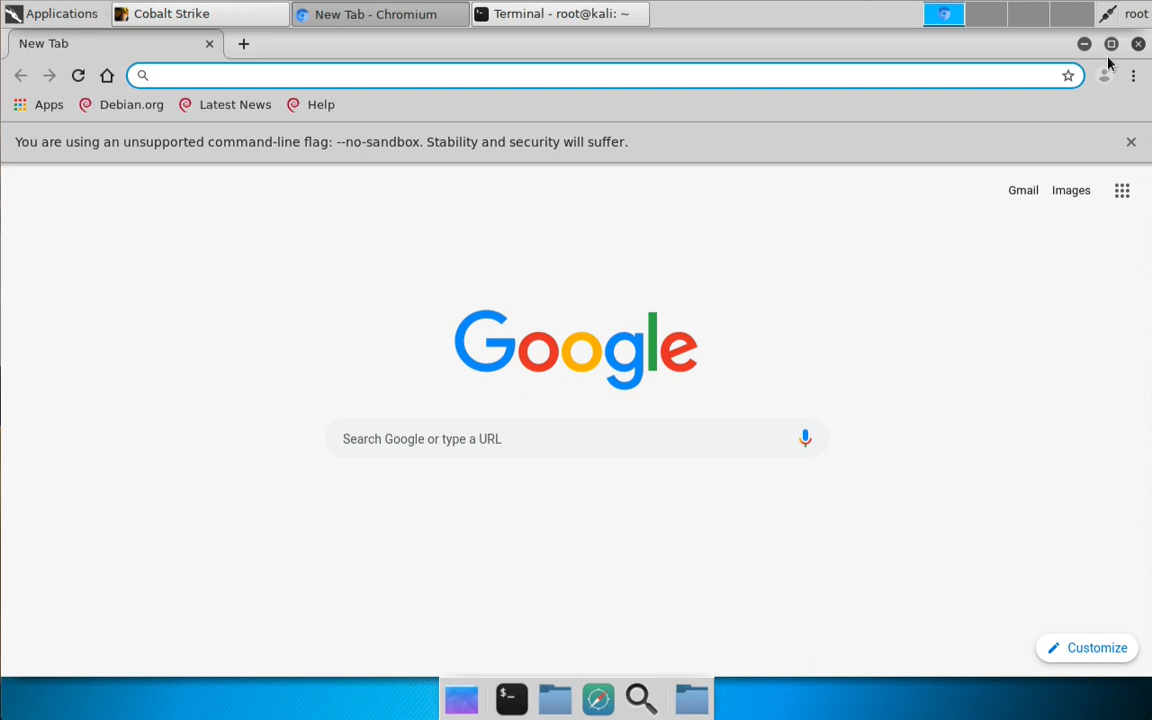 Applications
Cobalt Strike
New Tab - Chromium
Terminal - root@kali: ~
root
New Tab
Apps
Debian.org
Latest News
Help
You are using an unsupported command-line flag: --no-sandbox. Stability and security will suffer.
Gmail
Images
Google
Search Google or type a URL
Customize
$_